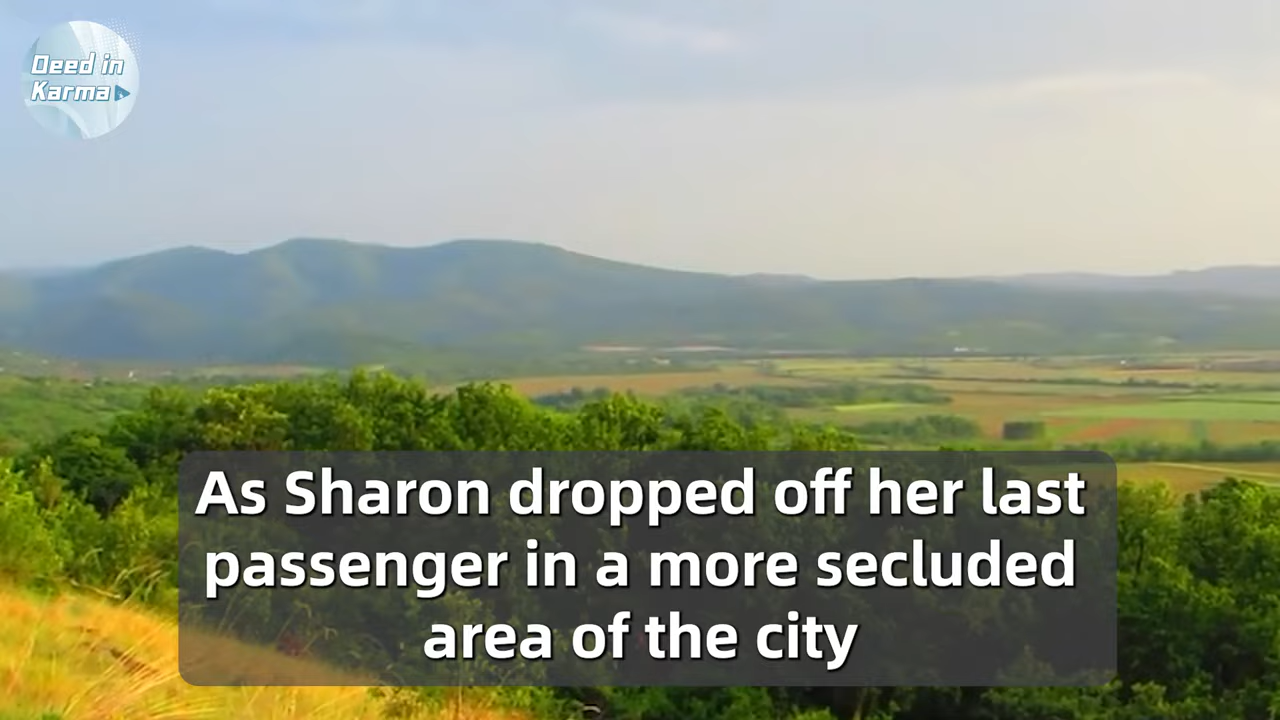 Deed in
Karma
As Sharon dropped off her last
passenger in a more secluded
area of the city